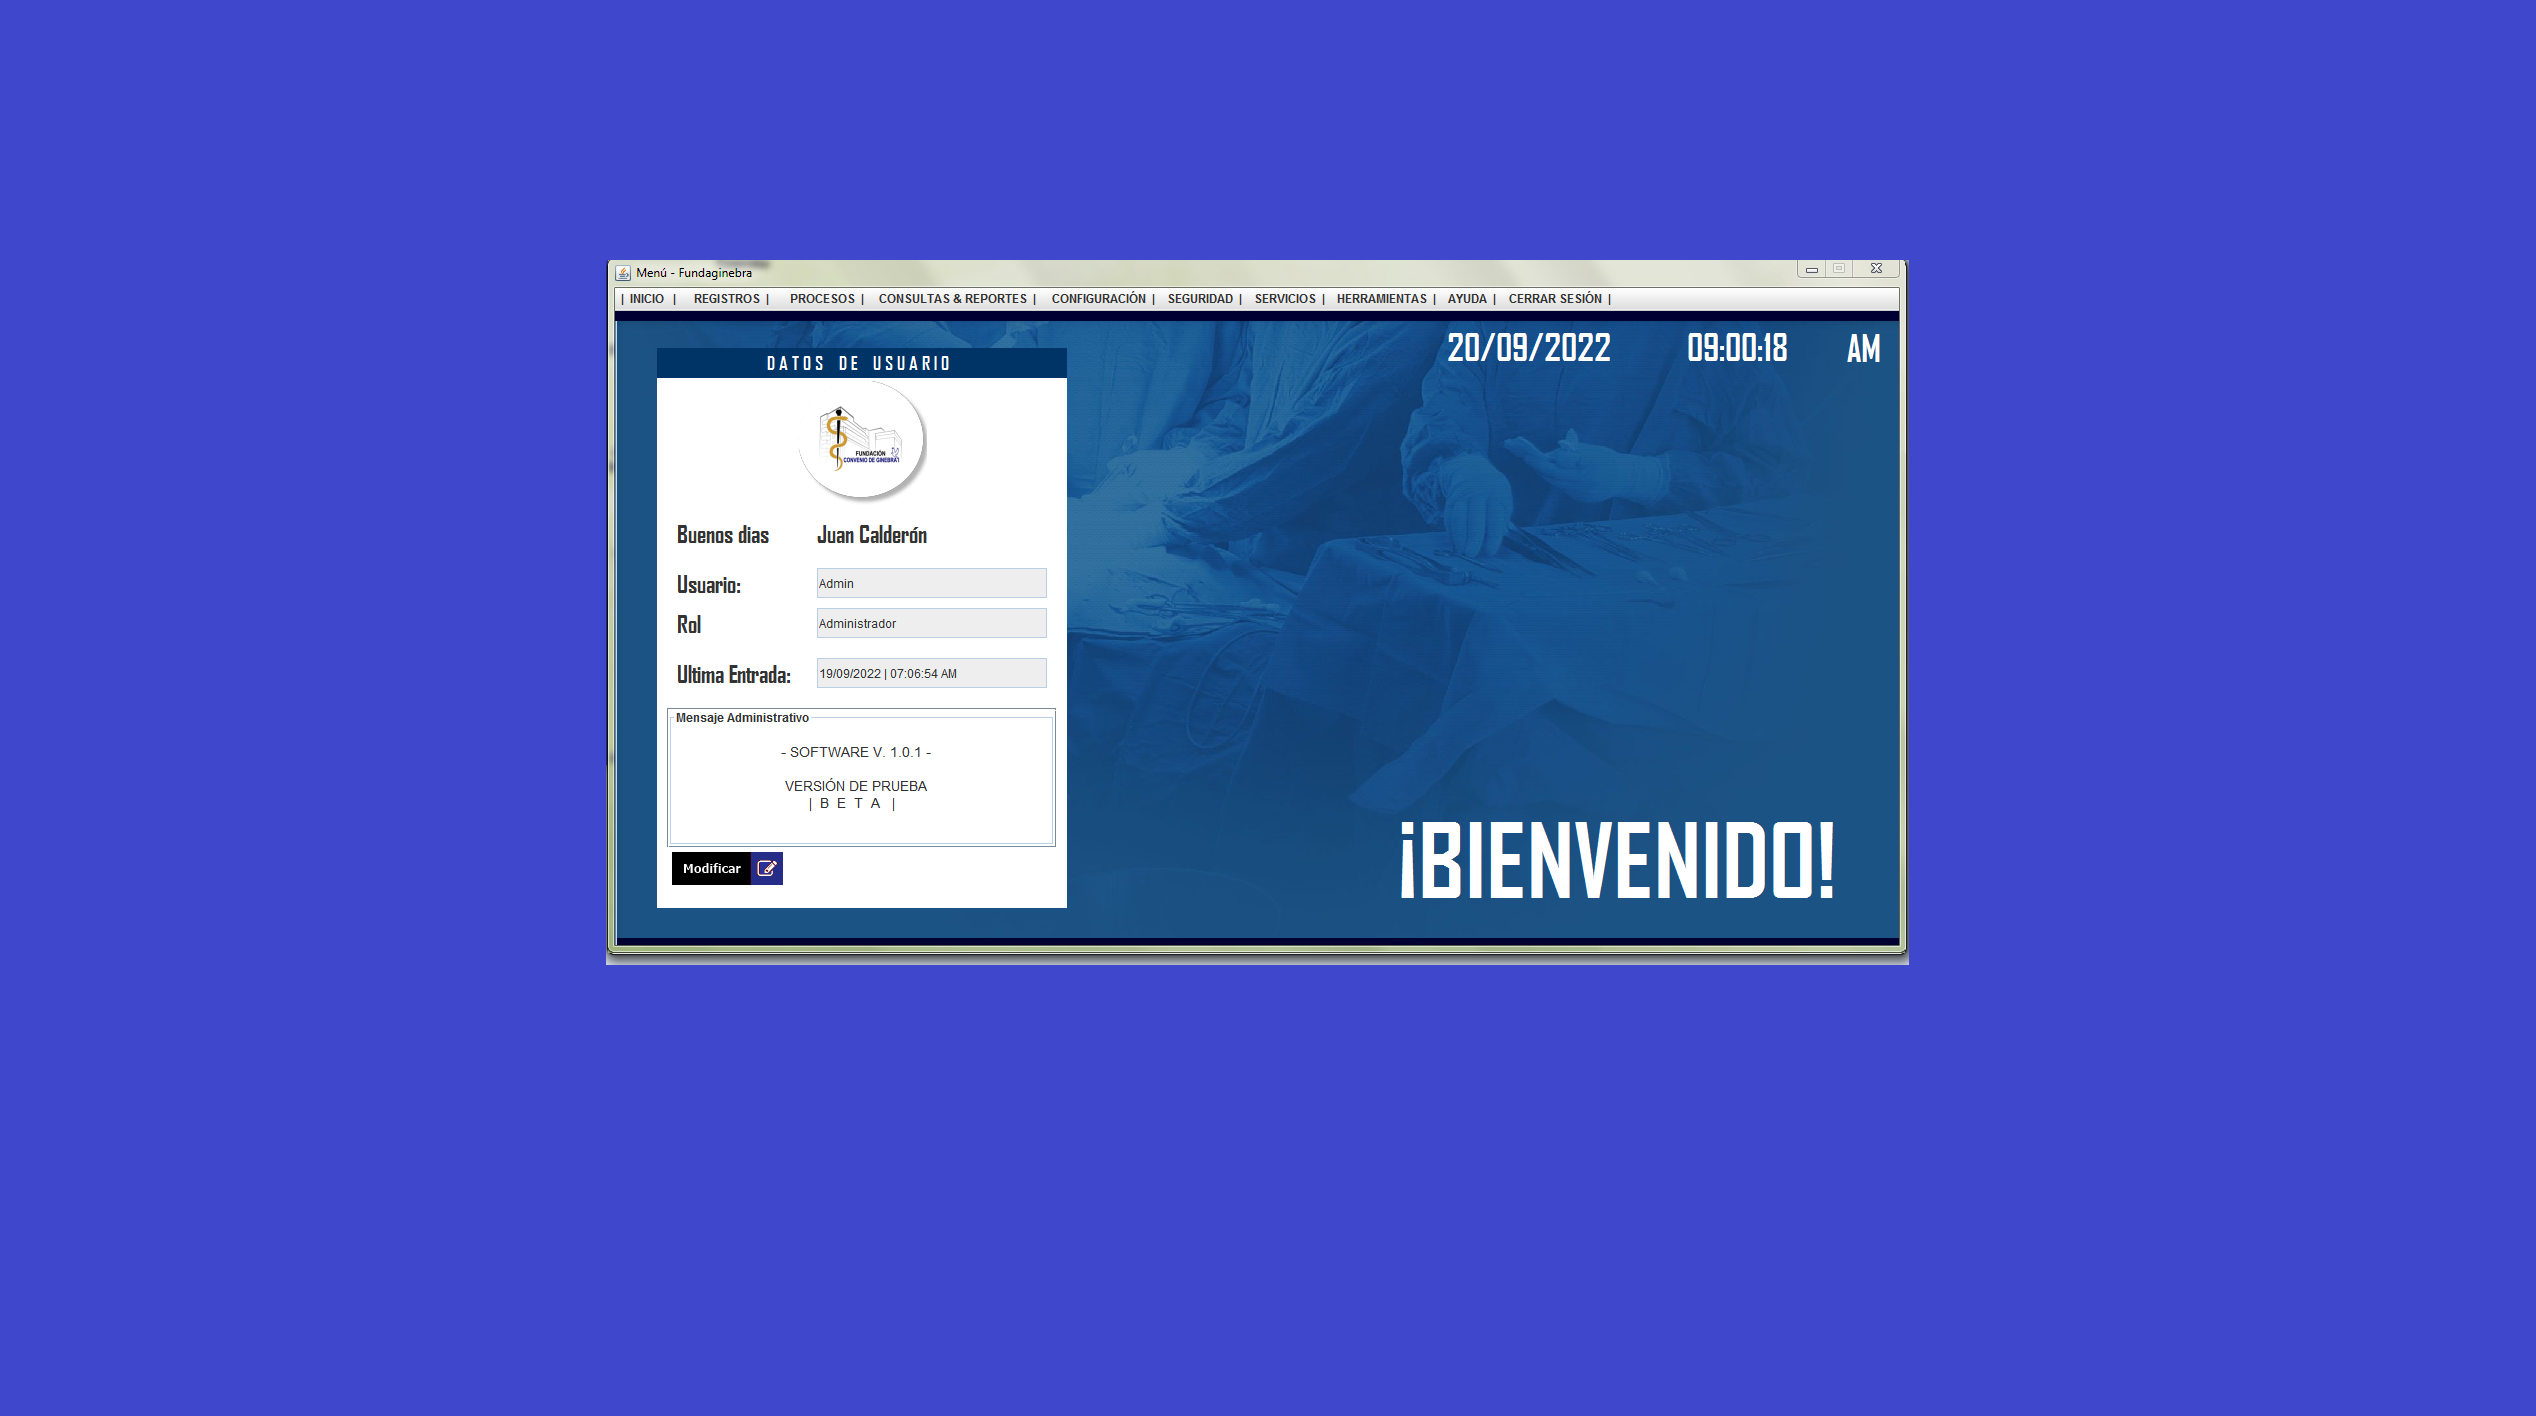 Menú - Fundaginebra
| INICIO | REGISTROS | PROCESOS | CONSULTAS & REPORTES | CONFIGURACIÓN | SEGURIDAD | SERVICIOS | HERRAMIENTAS | AYUDA | CERRAR SESIÓN |
20/09/2022 09:00:18 AM
DATOS DE USUARIO
FUNDACIÓN
CONVENIO DE GINEBRA
Buenos dias Juan Calderón
Usuario: Admin
Rol Administrador
Ultima Entrada: 19/09/2022 | 07:06:54 AM
Mensaje Administrativo
- SOFTWARE V. 1.0.1 -
VERSIÓN DE PRUEBA
| B E T A |
Modificar
¡BIENVENIDO!